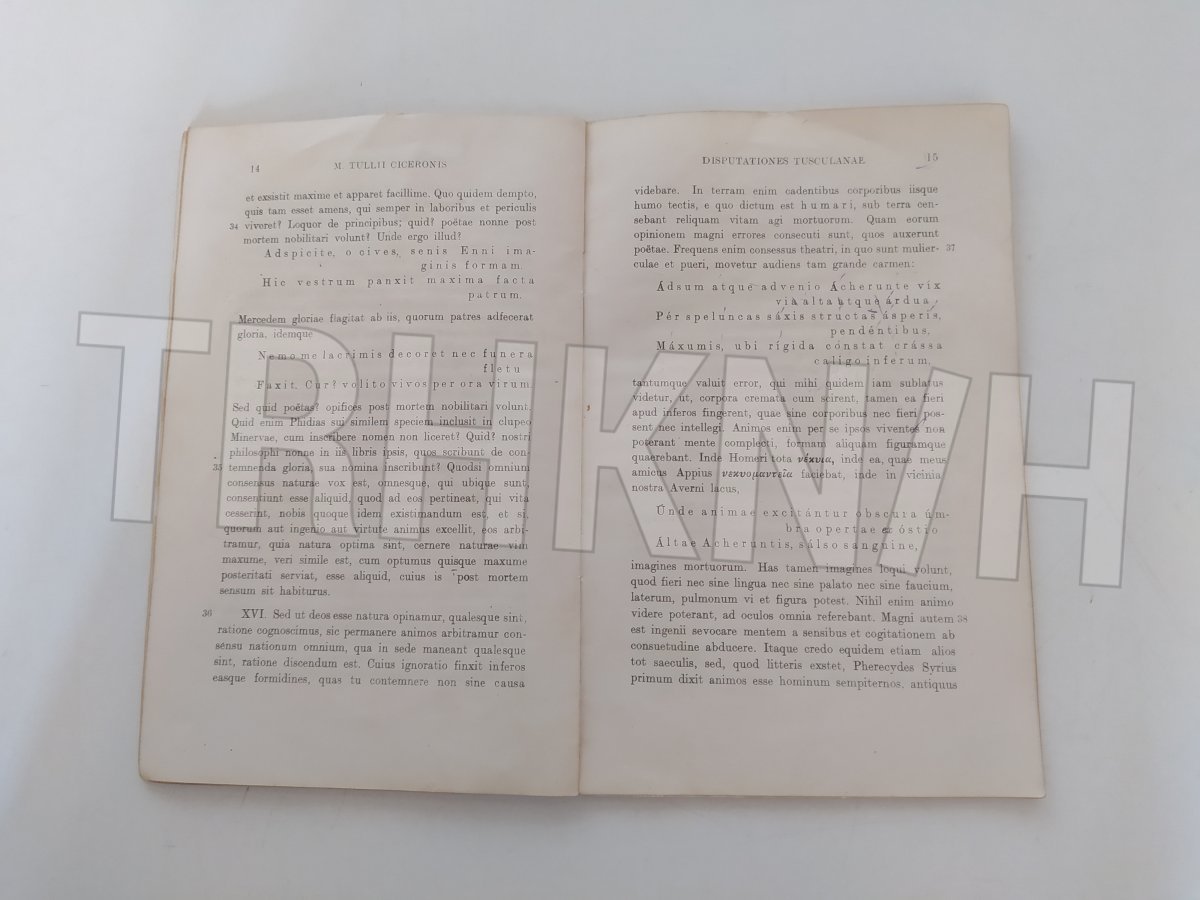 14 M. TULLII CICERONIS
et exsistit maxime et apparet facillime. Quo quidem dempto,
quis tam esset amens, qui semper in laboribus et periculis
34 viveret? Loquor de principibus; quid? poëtae nonne post
mortem nobilitari volunt? Unde ergo illud?
Adspicite, o cives, senis Enni ima-
ginis formam.
Hic vestrum panxit maxima facta
patrum.
Mercedem gloriae flagitat ab iis, quorum patres adfecerat
gloria, idemque
Nemo me lacrimis decoret nec funera
fletu
Faxit. Cur? volito vivos per ora virum.
Sed quid poëtas? opifices post mortem nobilitari volunt.
Quid enim Phidias sui similem speciem inclusit in clupeo
Minervae, cum inscribere nomen non liceret? Quid? nostri
philosophi nonne in iis libris ipsis, quos scribunt de con-
35 temnenda gloria, sua nomina inscribunt? Quodsi omnium
consensus naturae vox est, omnesque, qui ubique sunt,
consentiunt esse aliquid, quod ad eos pertineat, qui vita
cesserint, nobis quoque idem existimandum est, et si,
quorum aut ingenio aut virtute animus excellit, eos arbi-
tramur, quia natura optima sint, cernere naturae vim
maxume, veri simile est, cum optumus quisque maxume
posteritati serviat, esse aliquid, cuius is post mortem
sensum sit habiturus.
36 XVI. Sed ut deos esse natura opinamur, qualesque sint,
ratione cognoscimus, sic permanere animos arbitramur con-
sensu nationum omnium, qua in sede maneant qualesque
sint, ratione discendum est. Cuius ignoratio finxit inferos
easque formidines, quas tu contemnere non sine causa
DISPUTATIONES TUSCULANAE 15
videbare. In terram enim cadentibus corporibus iisque
humo tectis, e quo dictum est humari, sub terra cen-
sebant reliquam vitam agi mortuorum. Quam eorum
opinionem magni errores consecuti sunt, quos auxerunt
poëtae. Frequens enim consessus theatri, in quo sunt mulier- 37
culae et pueri, movetur audiens tam grande carmen:
Ádsum atque advenio Ácherunte víx
via alta atque árdua,
Pér speluncas sáxis structas ásperis,
pendéntibus,
Máxumis, ubi rígida cónstat crássa
caligo inferum,
tantumque valuit error, qui mihi quidem iam sublatus
videtur, ut, corpora cremata cum scirent, tamen ea fieri
apud inferos fingerent, quae sine corporibus nec fieri pos-
sent nec intellegi. Animos enim per se ipsos viventes non
poterant mente complecti, formam aliquam figuramque
quaerebant. Inde Homeri tota νέκυια, inde ea, quae meus
amicus Appius νεκυομαντεῖα faciebat, inde in vicinia
nostra Averni lacus,
Únde animae excitántur obscura úm-
bra opertae ex óstio
Áltae Acheruntis, sálso sanguine,
imagines mortuorum. Has tamen imagines loqui volunt,
quod fieri nec sine lingua nec sine palato nec sine faucium,
laterum, pulmonum vi et figura potest. Nihil enim animo
videre poterant, ad oculos omnia referebant. Magni autem 38
est ingenii sevocare mentem a sensibus et cogitationem ab
consuetudine abducere. Itaque credo equidem etiam alios
tot saeculis, sed, quod litteris exstet, Pherecydes Syrius
primum dixit animos esse hominum sempiternos, antiquus
TRHKN/H